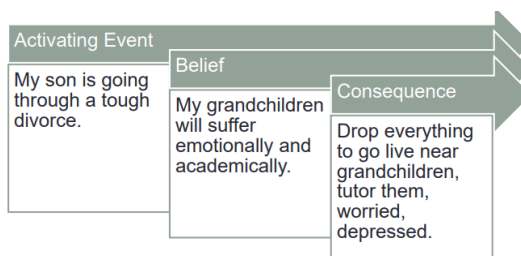 Activating Event
My son is going
through a tough
divorce.
Belief
My grandchildren
will suffer
emotionally and
academically.
Consequence
Drop everything
to go live near
grandchildren,
tutor them,
worried,
depressed.